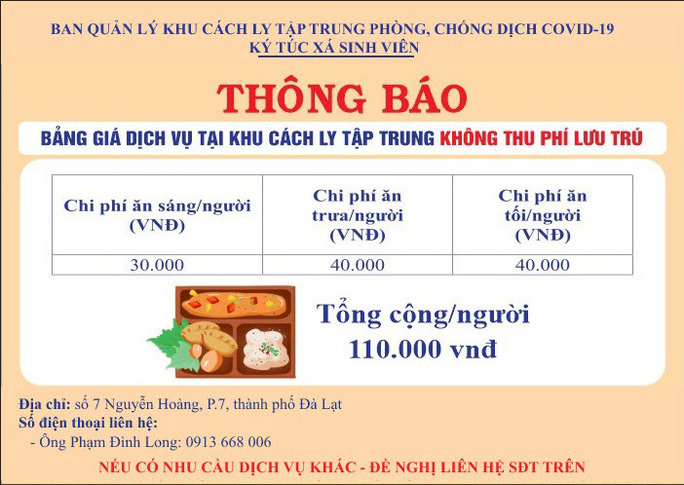 BAN QUẢN LÝ KHU CÁCH LY TẬP TRUNG PHÒNG, CHỐNG DỊCH COVID-19
KÝ TÚC XÁ SINH VIÊN
THÔNG BÁO
BẢNG GIÁ DỊCH VỤ TẠI KHU CÁCH LY TẬP TRUNG KHÔNG THU PHÍ LƯU TRÚ
Chi phí ăn sáng/người
(VNĐ)
Chi phí ăn
trưa/người
(VNĐ)
Chi phí ăn
tối/người
(VNĐ)
30.000
40.000
40.000
Tổng cộng/người
110.000 vnđ
Địa chỉ: số 7 Nguyễn Hoàng, P.7, thành phố Đà Lạt
Số điện thoại liên hệ:
- Ông Phạm Đình Long: 0913 668 006
NẾU CÓ NHU CẦU DỊCH VỤ KHÁC - ĐỀ NGHỊ LIÊN HỆ SĐT TRÊN